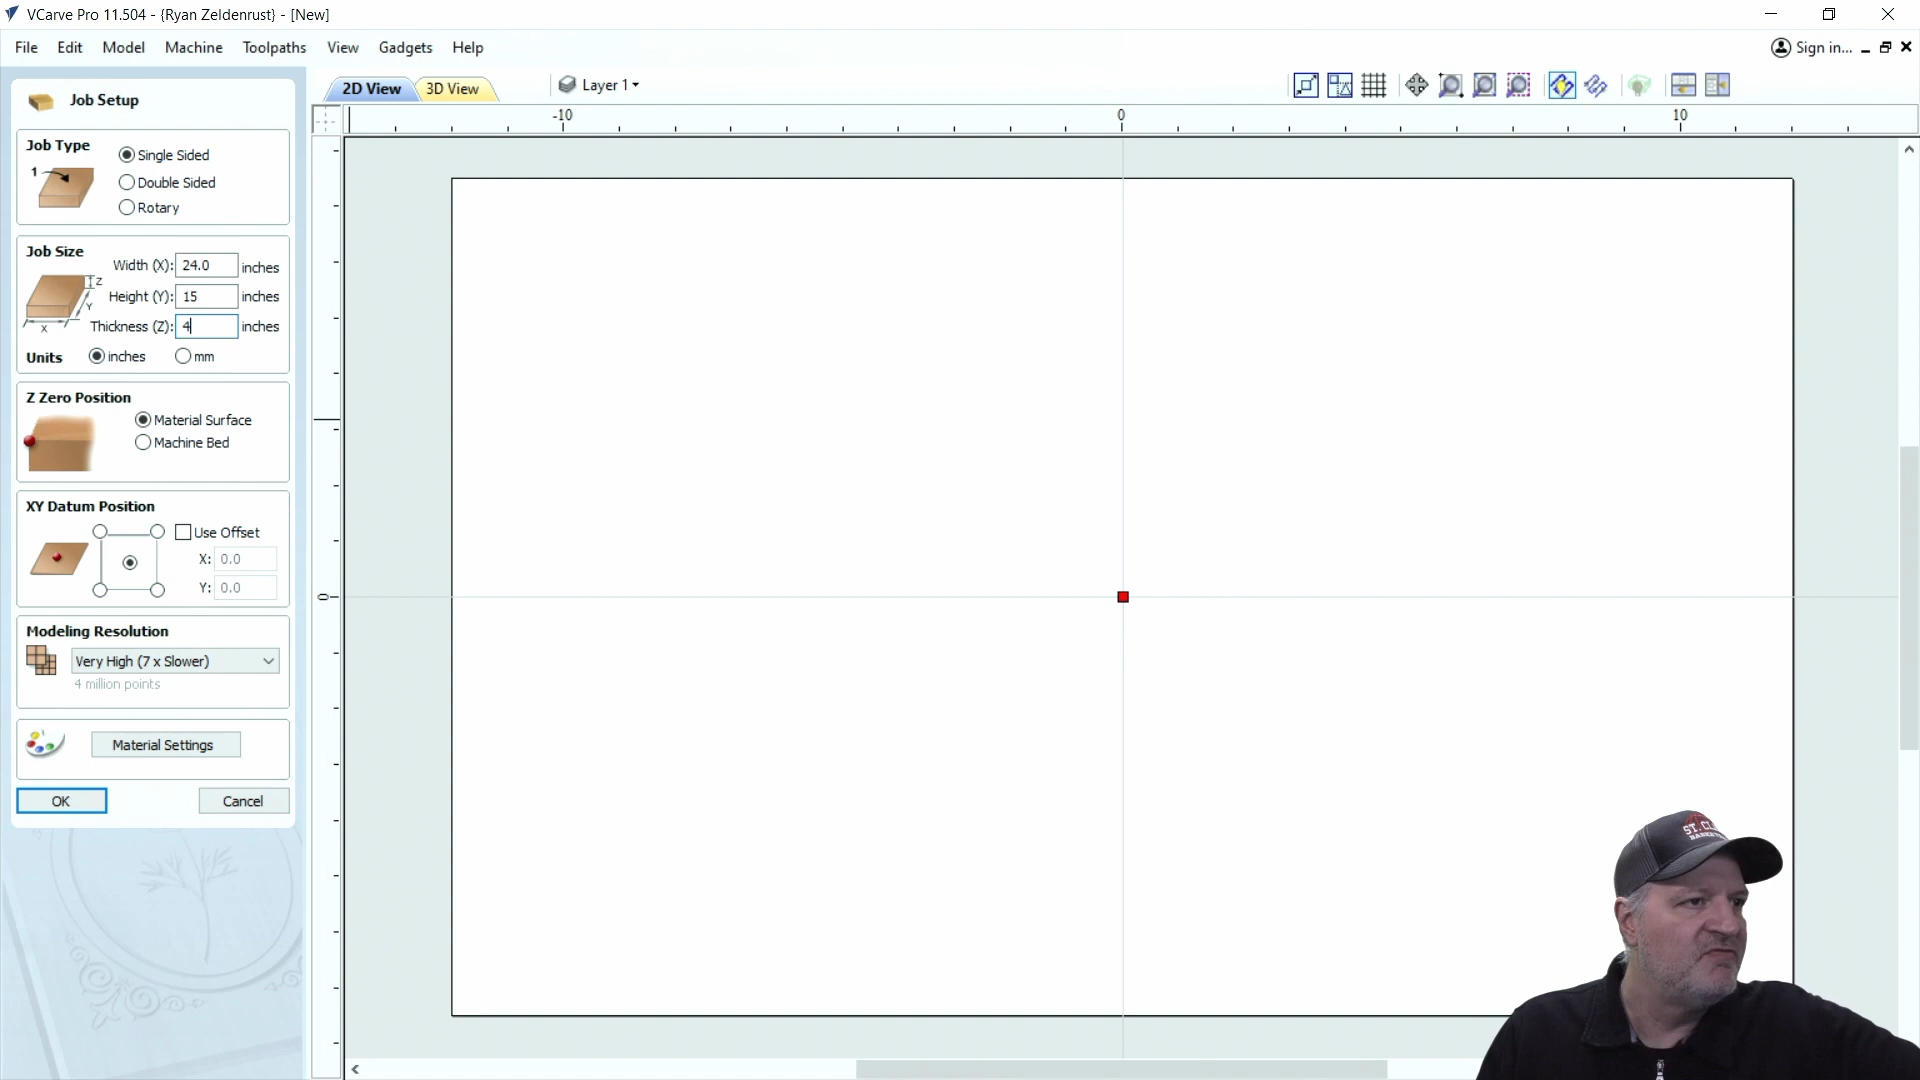 VCarve Pro 11.504 - {Ryan Zeldenrust} - [New]
File Edit Model Machine Toolpaths View Gadgets Help
Sign in...
Job Setup
2D View 3D View Layer 1
-10 0 10
Job Type
1
Single Sided
Double Sided
Rotary
Job Size
Width (X): 24.0 inches
Height (Y): 15 inches
Thickness (Z): 4 inches
Z
Y
X
Units inches mm
Z Zero Position
Material Surface
Machine Bed
XY Datum Position
Use Offset
X: 0.0
Y: 0.0
0
Modeling Resolution
Very High (7 x Slower)
4 million points
Material Settings
OK Cancel
ST.